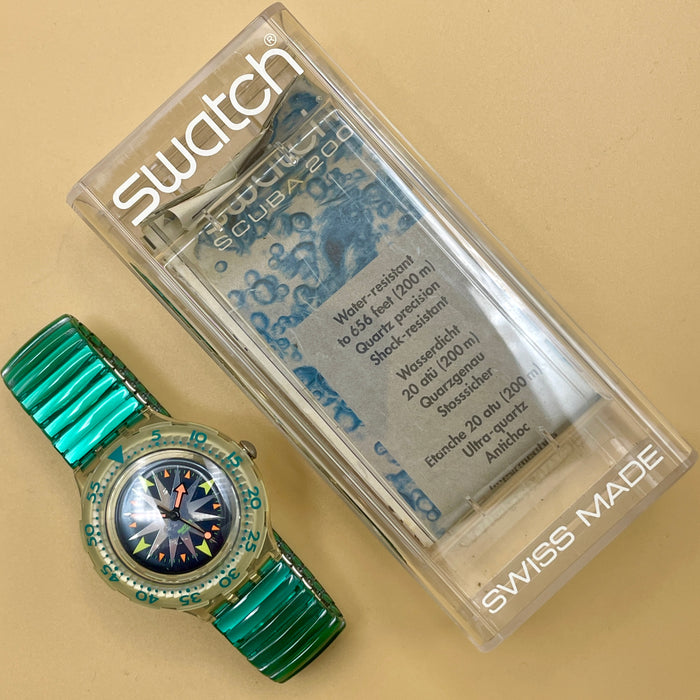 swatch®
swatch
SCUBA 200
Water-resistant
to 656 feet (200 m)
Quartz precision
Shock-resistant
Wasserdicht
20 atü (200 m)
Quarzgenau
Stosssicher
Etanche 20 atu (200 m)
Ultra-quartz
Antichoc
SWISS MADE
5
10
15
20
25
30
35
40
45
50
55